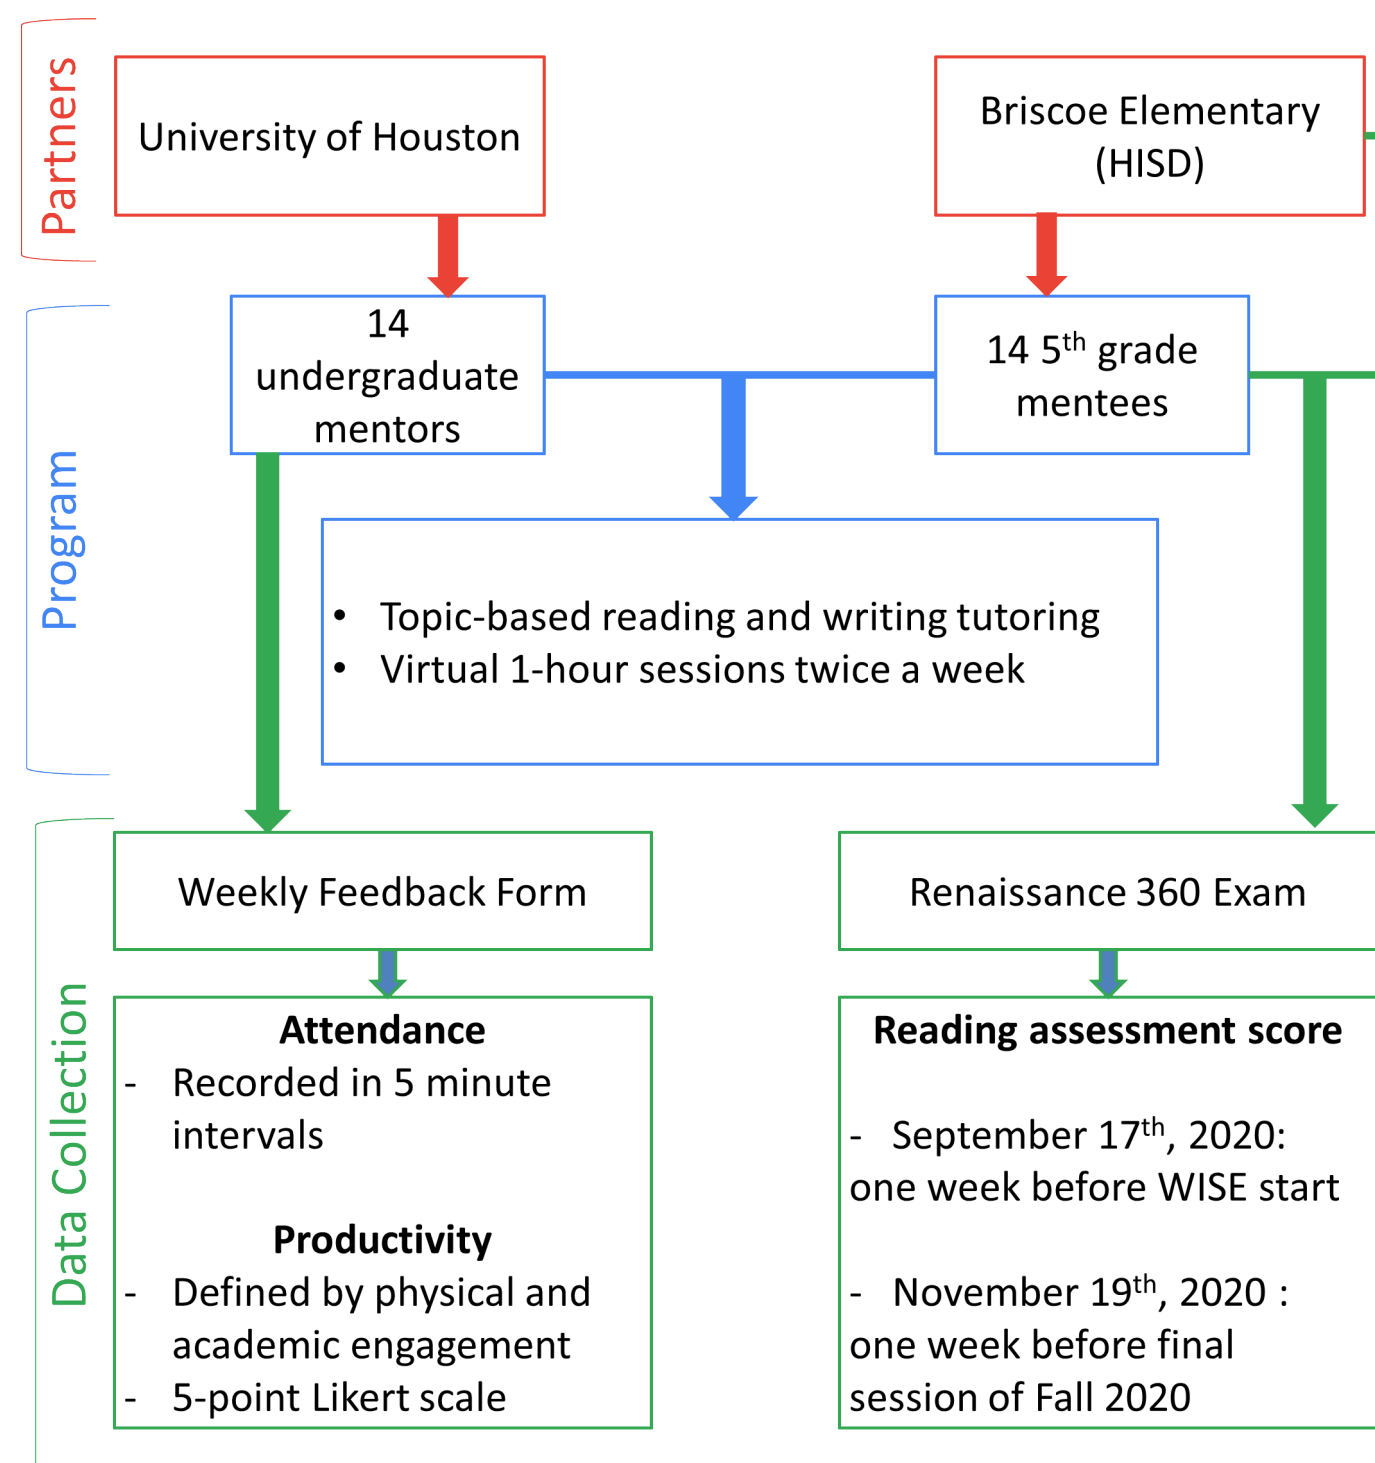 Partners
University of Houston
Briscoe Elementary
(HISD)
Program
14
undergraduate
mentors
14 5th grade
mentees
• Topic-based reading and writing tutoring
• Virtual 1-hour sessions twice a week
Data Collection
Weekly Feedback Form
Attendance
- Recorded in 5 minute
intervals
Productivity
- Defined by physical and
academic engagement
- 5-point Likert scale
Renaissance 360 Exam
Reading assessment score
- September 17th, 2020:
one week before WISE start
- November 19th, 2020 :
one week before final
session of Fall 2020